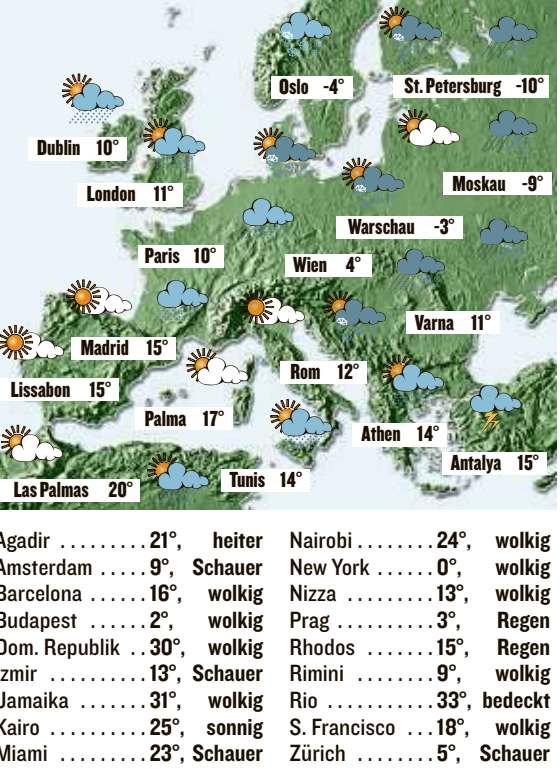 Oslo -4°
St. Petersburg -10°
Dublin 10°
London 11°
Moskau -9°
Warschau -3°
Paris 10°
Wien 4°
Varna 11°
Madrid 15°
Rom 12°
Lissabon 15°
Palma 17°
Athen 14°
Antalya 15°
Tunis 14°
Las Palmas 20°
Agadir ......... 21°, heiter
Amsterdam ..... 9°, Schauer
Barcelona ...... 16°, wolkig
Budapest ...... 2°, wolkig
Dom. Republik .. 30°, wolkig
Izmir .......... 13°, Schauer
Jamaika ........ 31°, wolkig
Kairo .......... 25°, sonnig
Miami ......... 23°, Schauer
Nairobi ........ 24°, wolkig
New York ...... 0°, wolkig
Nizza .......... 13°, wolkig
Prag ........... 3°, Regen
Rhodos ........ 15°, Regen
Rimini ......... 9°, wolkig
Rio ........... 33°, bedeckt
S. Francisco ... 18°, wolkig
Zürich ........ 5°, Schauer